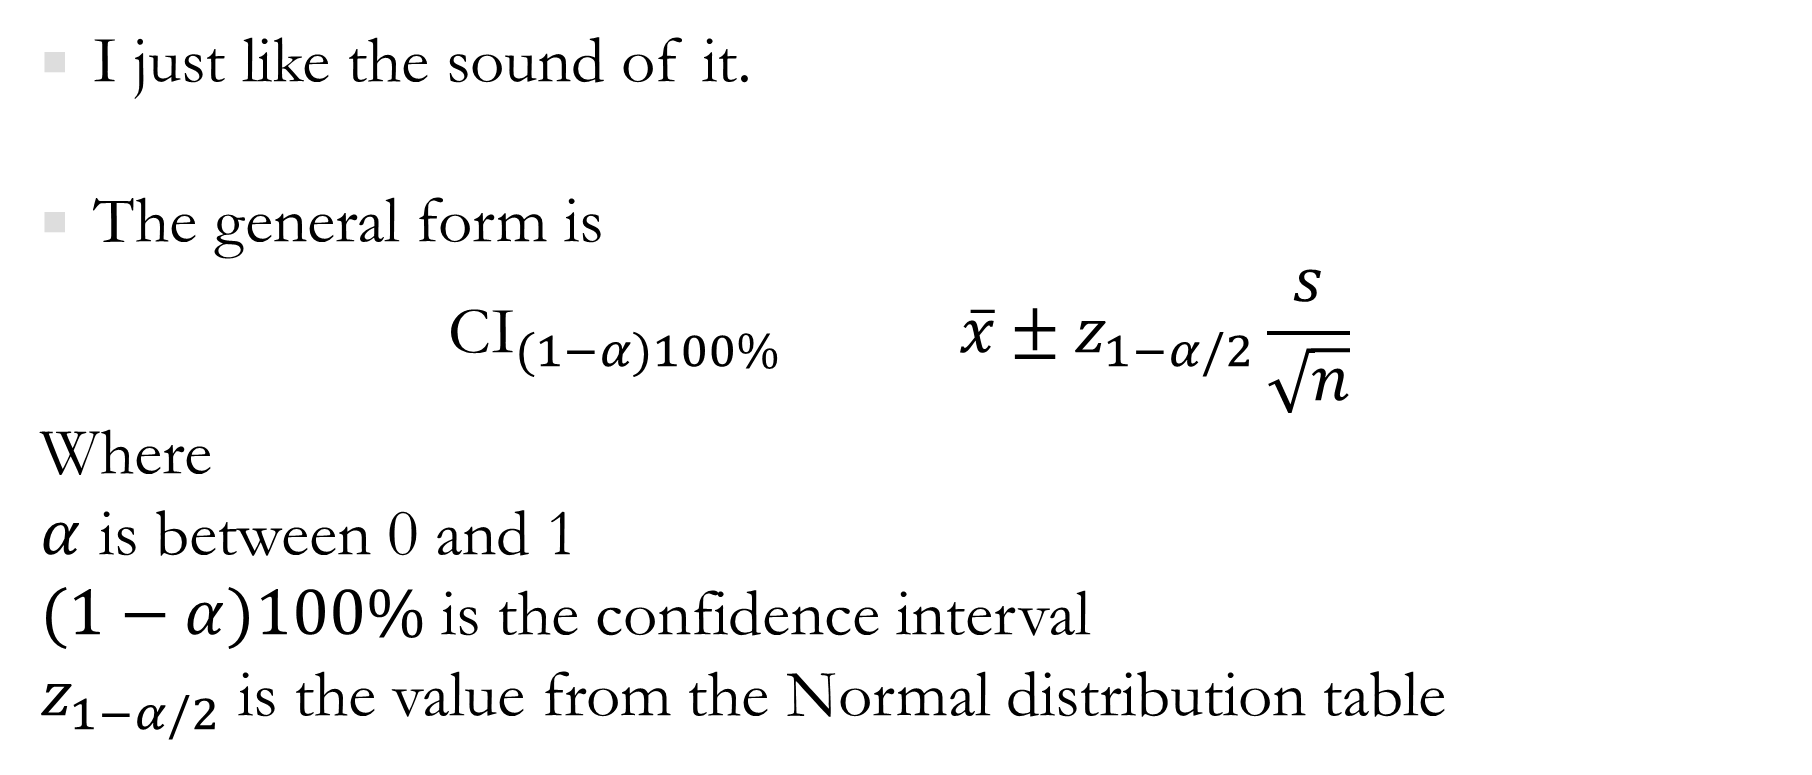 ▪ I just like the sound of it.
▪ The general form is
CI₍₁₋α₎₁₀₀% x̄ ± z₁₋α/₂ s/√n
Where
α is between 0 and 1
(1 − α)100% is the confidence interval
z₁₋α/₂ is the value from the Normal distribution table